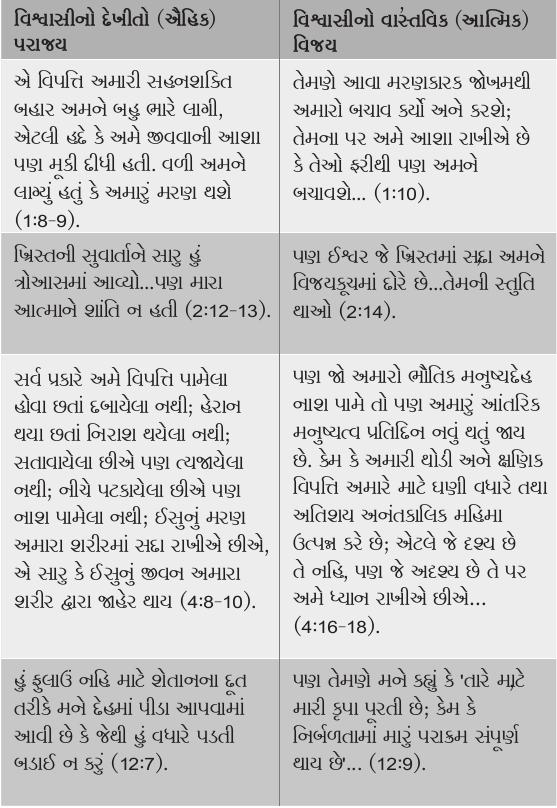 વિશ્વાસીનો દેખીતો (ઐહિક)
પરાજય
એ વિપત્તિ અમારી સહનશક્તિ
બહાર અમને બહુ ભારે લાગી,
એટલી હદે કે અમે જીવવાની આશા
પણ મૂકી દીધી હતી. વળી અમને
લાગ્યું હતું કે અમારું મરણ થશે
(1:8-9).
ખ્રિસ્તની સુવાર્તાને સારુ હું
ત્રોઆસમાં આવ્યો...પણ મારા
આત્માને શાંતિ ન હતી (2:12-13).
સર્વ પ્રકારે અમે વિપત્તિ પામેલા
હોવા છતાં દબાયેલા નથી; હેરાન
થયા છતાં નિરાશ થયેલા નથી;
સતાવાયેલા છીએ પણ ત્યજાયેલા
નથી; નીચે પટકાયેલા છીએ પણ
નાશ પામેલા નથી; ઈસુનું મરણ
અમારા શરીરમાં સદા રાખીએ છીએ,
એ સારુ કે ઈસુનું જીવન અમારા
શરીર દ્વારા જાહેર થાય (4:8-10).
હું ફુલાઉં નહિ માટે શેતાનના દૂત
તરીકે મને દેહમાં પીડા આપવામાં
આવી છે કે જેથી હું વધારે પડતી
બડાઈ ન કરું (12:7).
વિશ્વાસીનો વાસ્તવિક (આત્મિક)
વિજય
તેમણે આવા મરણકારક જોખમથી
અમારો બચાવ કર્યો અને કરશે;
તેમના પર અમે આશા રાખીએ છે
કે તેઓ ફરીથી પણ અમને
બચાવશે... (1:10).
પણ ઈશ્વર જે ખ્રિસ્તમાં સદા અમને
વિજયકૂચમાં દોરે છે...તેમની સ્તુતિ
થાઓ (2:14).
પણ જો અમારો ભૌતિક મનુષ્યદેહ
નાશ પામે તો પણ અમારું આંતરિક
મનુષ્યત્વ પ્રતિદિન નવું થતું જાય
છે. કેમ કે અમારી થોડી અને ક્ષણિક
વિપત્તિ અમારે માટે ઘણી વધારે તથા
અતિશય અનંતકાલિક મહિમા
ઉત્પન્ન કરે છે; એટલે જે દૃશ્ય છે
તે નહિ, પણ જે અદૃશ્ય છે તે પર
અમે ધ્યાન રાખીએ છીએ...
(4:16-18).
પણ તેમણે મને ક્હ્યું કે 'તારે માટે
મારી કૃપા પૂરતી છે; કેમ કે
નિર્બળતામાં મારું પરાક્રમ સંપૂર્ણ
થાય છે'... (12:9).